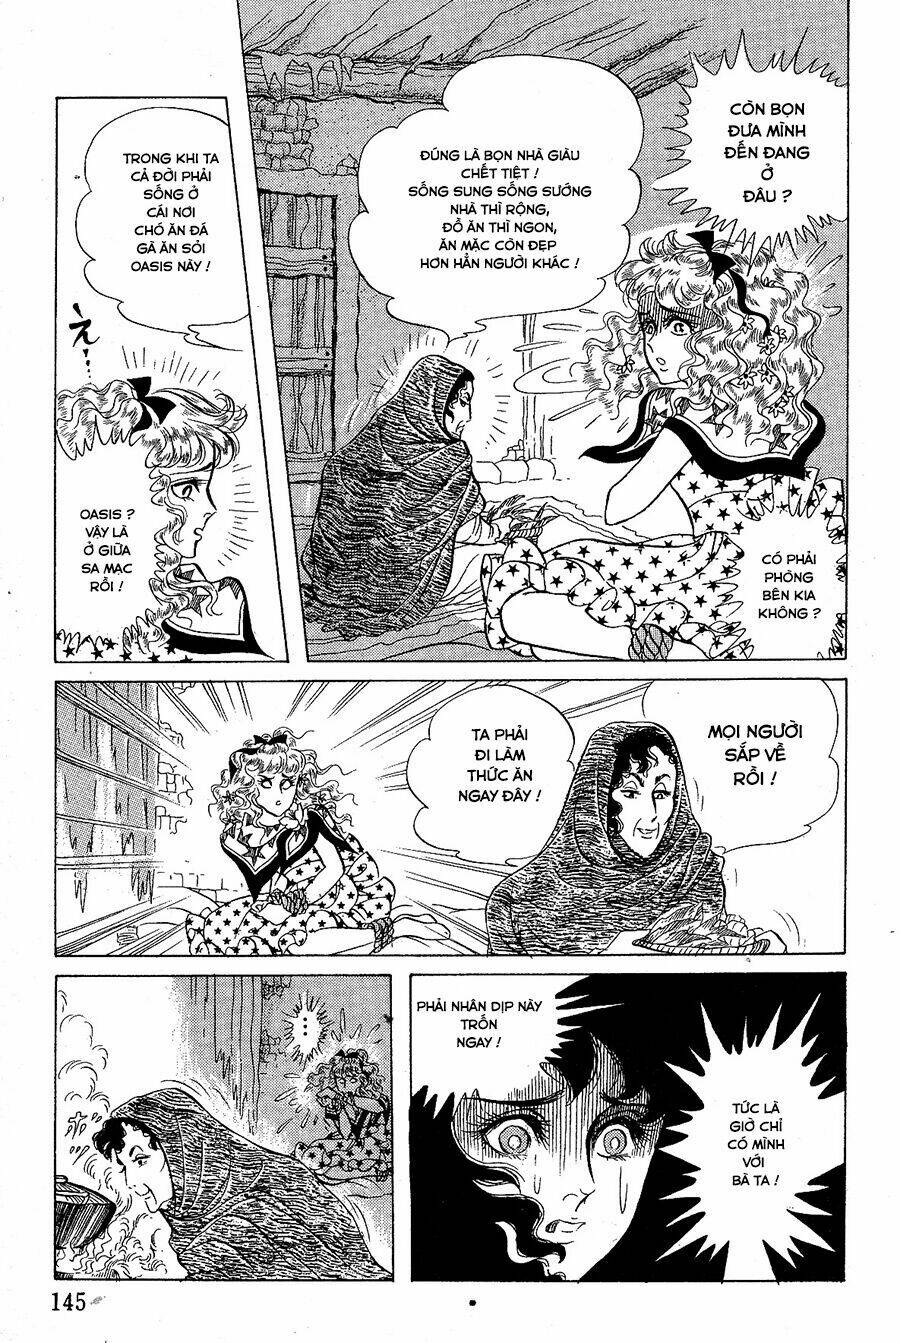 CÒN BỌN
ĐƯA MÌNH
ĐẾN ĐANG
Ở
ĐÂU ?
ĐÚNG LÀ BỌN NHÀ GIÀU
CHẾT TIỆT !
SỐNG SUNG SỐNG SƯỚNG
NHÀ THÌ RỘNG,
ĐỒ ĂN THÌ NGON,
ĂN MẶC CÒN ĐẸP
HƠN HẲN NGƯỜI KHÁC !
CÓ PHẢI
PHÒNG
BÊN KIA
KHÔNG ?
TRONG KHI TA
CẢ ĐỜI PHẢI
SỐNG Ở
CÁI NƠI
CHÓ ĂN ĐÁ
GÀ ĂN SỎI
OASIS NÀY !
え…
OASIS ?
VẬY LÀ
Ở GIỮA
SA MẠC
RỒI !
MỌI NGƯỜI
SẮP VỀ
RỒI !
TA PHẢI
ĐI LÀM
THỨC ĂN
NGAY ĐÂY !
TỨC LÀ
GIỜ CHỈ
CÓ MÌNH
VỚI
BÀ TA !
PHẢI NHÂN DỊP NÀY
TRỐN
NGAY !
…
145